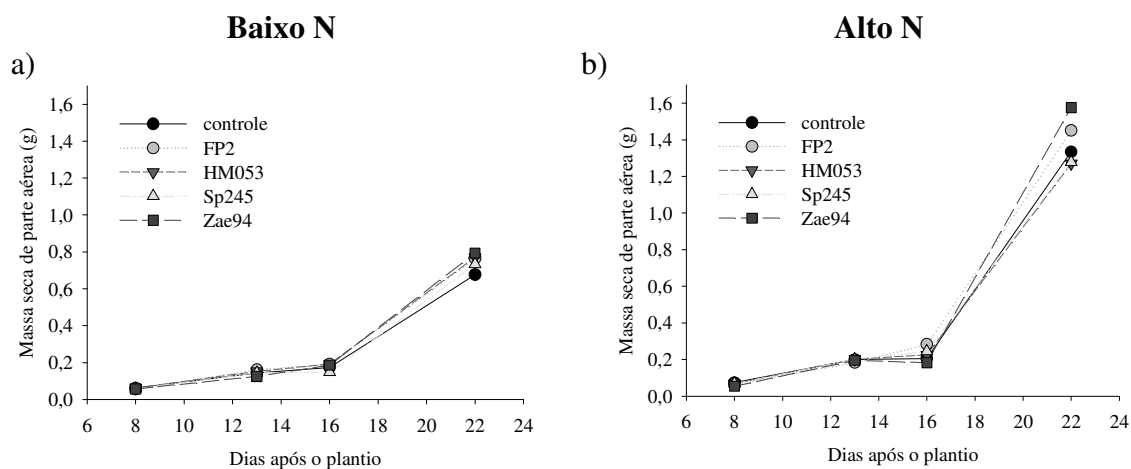 Baixo N
Alto N
a)
Massa seca de parte aérea (g)
1,6
1,4
1,2
1,0
0,8
0,6
0,4
0,2
0,0
controle
FP2
HM053
Sp245
Zae94
6 8 10 12 14 16 18 20 22 24
Dias após o plantio
b)
Massa seca de parte aérea (g)
1,6
1,4
1,2
1,0
0,8
0,6
0,4
0,2
0,0
controle
FP2
HM053
Sp245
Zae94
6 8 10 12 14 16 18 20 22 24
Dias após o plantio